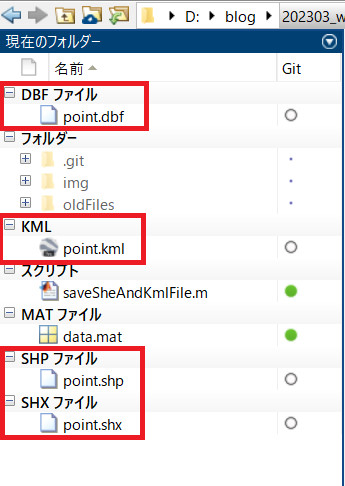 D: ▸ blog ▸ 202303_w
現在のフォルダー
名前 Git
DBF ファイル
point.dbf
フォルダー
.git
img
oldFiles
KML
point.kml
スクリプト
saveSheAndKmlFile.m
MAT ファイル
data.mat
SHP ファイル
point.shp
SHX ファイル
point.shx